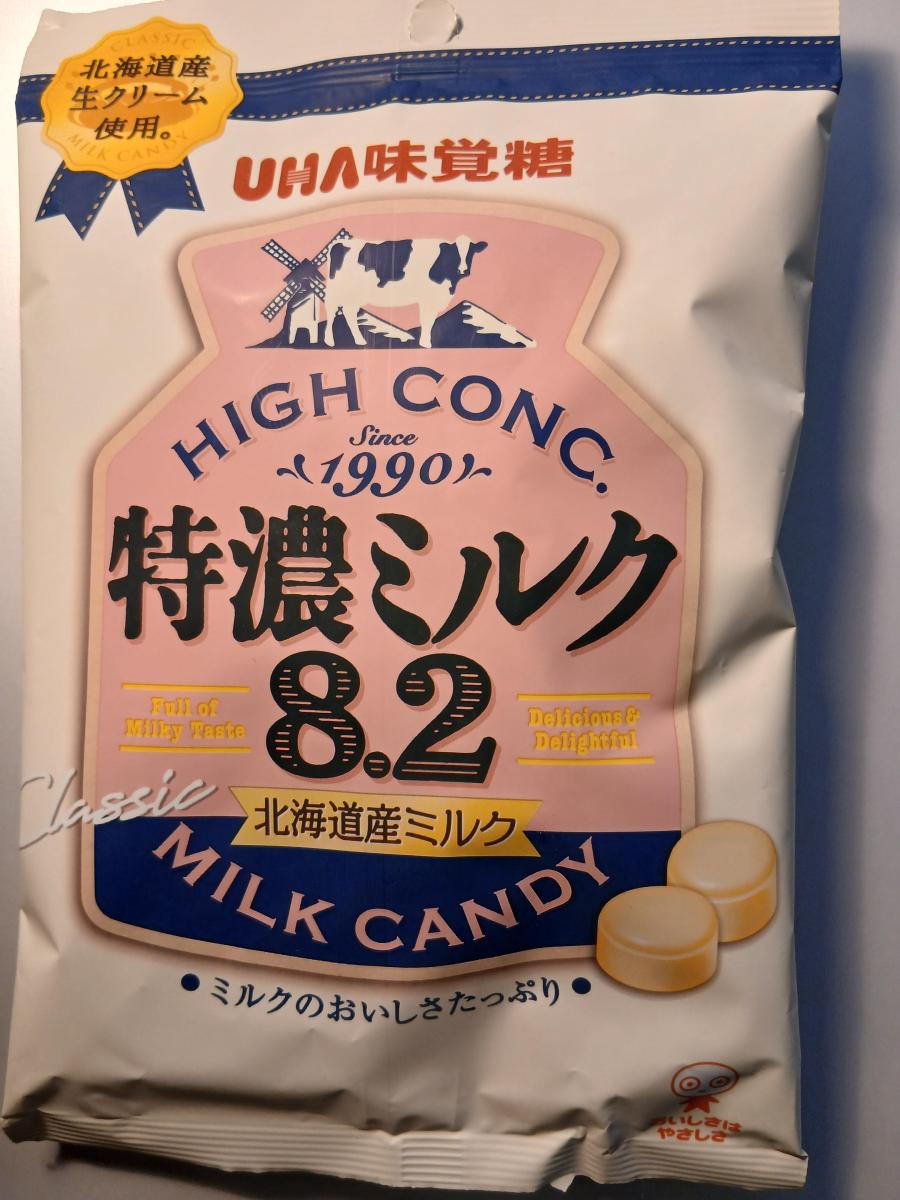 CLASSIC
北海道産
生クリーム
使用。
MILK CANDY
UHA味覚糖
HIGH CONC.
Since
1990
特濃ミルク
8.2
Full of
Milky Taste
Delicious&
Delightful
Classic
北海道産ミルク
MILK CANDY
●ミルクのおいしさたっぷり●
おいしさは
やさしさ